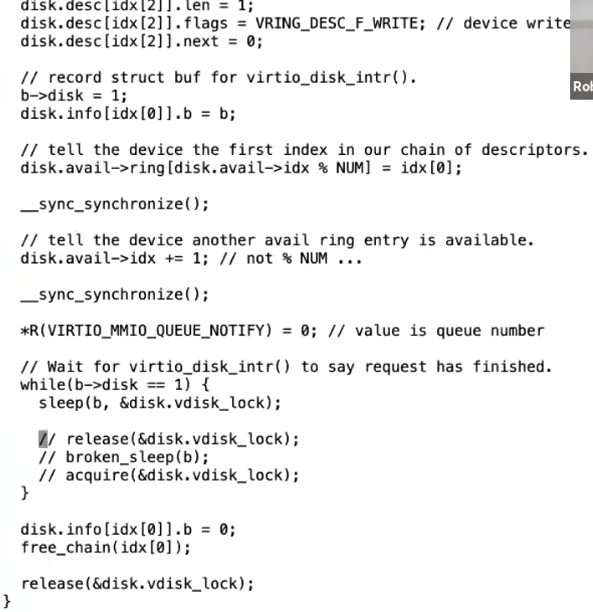 disk.desc[idx[2]].len = 1;
disk.desc[idx[2]].flags = VRING_DESC_F_WRITE; // device write
disk.desc[idx[2]].next = 0;
// record struct buf for virtio_disk_intr().
b->disk = 1;
disk.info[idx[0]].b = b;
// tell the device the first index in our chain of descriptors.
disk.avail->ring[disk.avail->idx % NUM] = idx[0];
__sync_synchronize();
// tell the device another avail ring entry is available.
disk.avail->idx += 1; // not % NUM ...
__sync_synchronize();
*R(VIRTIO_MMIO_QUEUE_NOTIFY) = 0; // value is queue number
// Wait for virtio_disk_intr() to say request has finished.
while(b->disk == 1) {
sleep(b, &disk.vdisk_lock);
// release(&disk.vdisk_lock);
// broken_sleep(b);
// acquire(&disk.vdisk_lock);
}
disk.info[idx[0]].b = 0;
free_chain(idx[0]);
release(&disk.vdisk_lock);
}
Rob